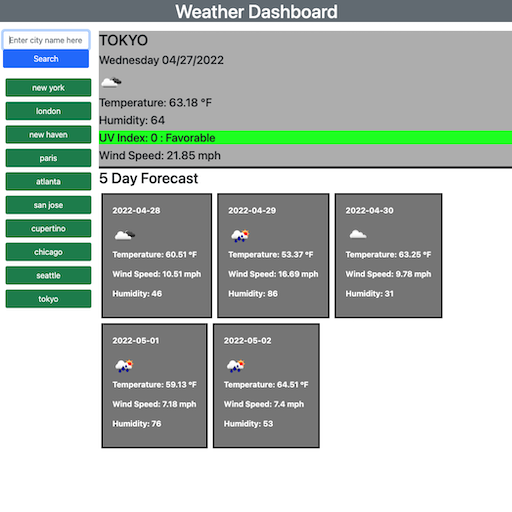 Weather Dashboard
Enter city name here
Search
new york
london
new haven
paris
atlanta
san jose
cupertino
chicago
seattle
tokyo
TOKYO
Wednesday 04/27/2022
Temperature: 63.18 °F
Humidity: 64
UV Index: 0 : Favorable
Wind Speed: 21.85 mph
5 Day Forecast
2022-04-28
Temperature: 60.51 °F
Wind Speed: 10.51 mph
Humidity: 46
2022-04-29
Temperature: 53.37 °F
Wind Speed: 16.69 mph
Humidity: 86
2022-04-30
Temperature: 63.25 °F
Wind Speed: 9.78 mph
Humidity: 31
2022-05-01
Temperature: 59.13 °F
Wind Speed: 7.18 mph
Humidity: 76
2022-05-02
Temperature: 64.51 °F
Wind Speed: 7.4 mph
Humidity: 53